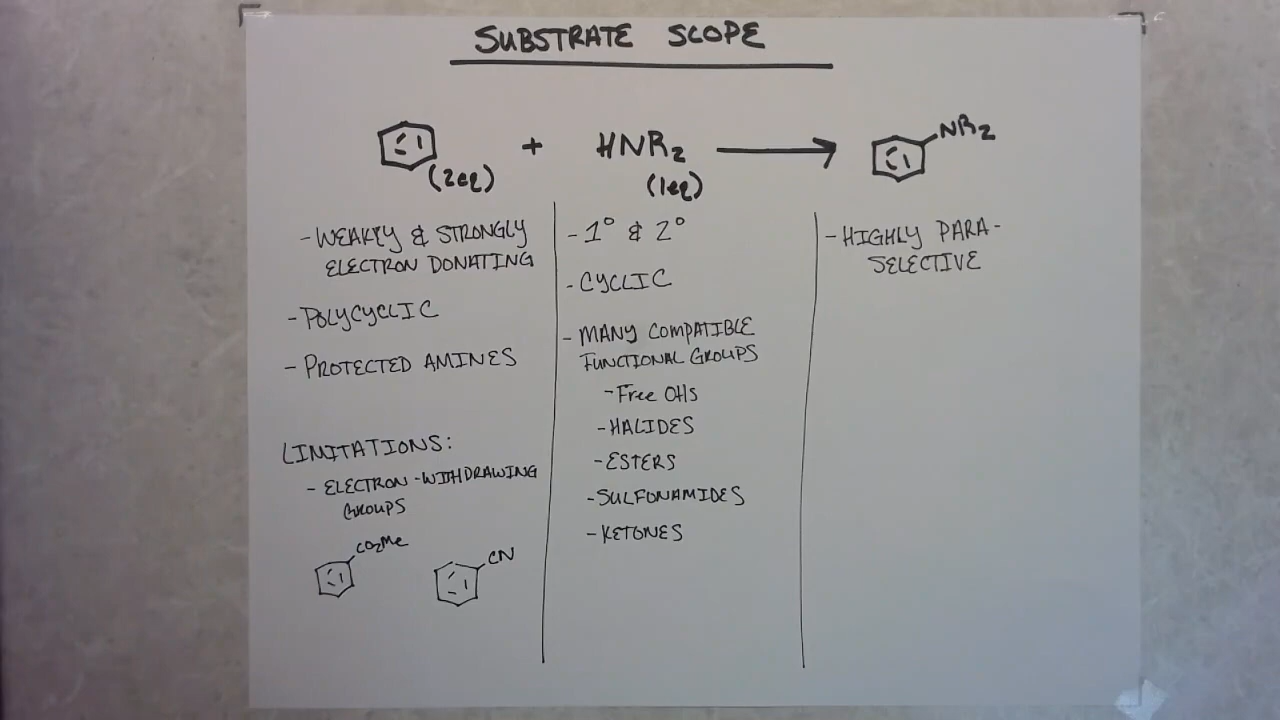 SUBSTRATE SCOPE
+ HNR2 → NR2
(2eq) (1eq)
- WEAKLY & STRONGLY
ELECTRON DONATING
- POLYCYCLIC
- PROTECTED AMINES
LIMITATIONS:
- ELECTRON-WITHDRAWING
GROUPS
CO2Me CN
- 1° & 2°
- CYCLIC
- MANY COMPATIBLE
FUNCTIONAL GROUPS
- Free OHs
- HALIDES
- ESTERS
- SULFONAMIDES
- KETONES
- HIGHLY PARA-
SELECTIVE